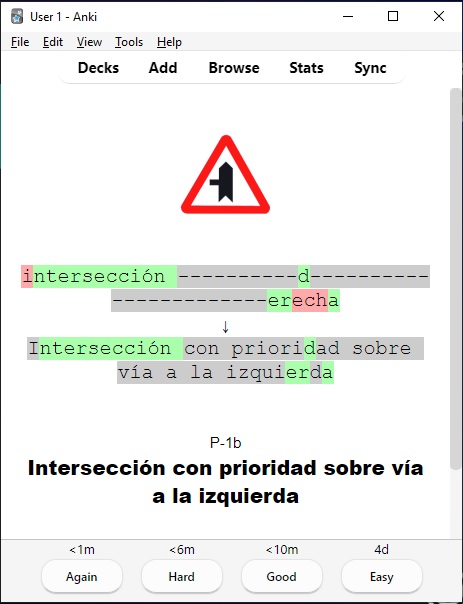 User 1 - Anki
File Edit View Tools Help
Decks Add Browse Stats Sync
intersección ----------d----------
-------------erecha
↓
Intersección con prioridad sobre
vía a la izquierda
P-1b
Intersección con prioridad sobre vía
a la izquierda
<1m <6m <10m 4d
Again Hard Good Easy